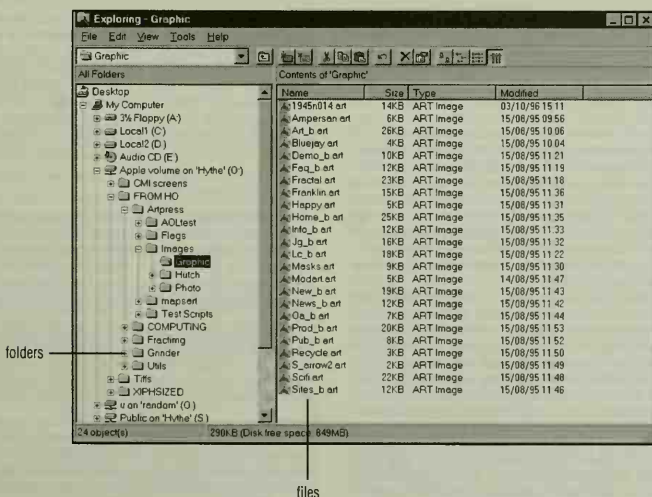 Exploring - Graphic
File Edit View Tools Help
Graphic
All Folders
Contents of 'Graphic'
Desktop
My Computer
3½ Floppy (A:)
Local1 (C:)
Local2 (D:)
Audio CD (E:)
Apple volume on 'Hythe' (O:)
CMI screens
FROM HO
Artpress
AOLtest
Flags
Images
Graphic
Hutch
Photo
mapsart
Test Scripts
COMPUTING
Fractimg
Grinder
Utils
Tiffs
XIPHSIZED
u on 'random' (G:)
Public on 'Hythe' (S:)
Name Size Type Modified
1945n014.art 14KB ART Image 03/10/96 15:11
Ampersan.art 6KB ART Image 15/08/95 09:56
Art_b.art 26KB ART Image 15/08/95 10:06
Bluejay.art 4KB ART Image 15/08/95 10:04
Demo_b.art 10KB ART Image 15/08/95 11:21
Faq_b.art 12KB ART Image 15/08/95 11:19
Fractal.art 23KB ART Image 15/08/95 11:18
Franklin.art 15KB ART Image 15/08/95 11:36
Happy.art 5KB ART Image 15/08/95 11:31
Home_b.art 25KB ART Image 15/08/95 11:35
Info_b.art 12KB ART Image 15/08/95 11:33
Jg_b.art 16KB ART Image 15/08/95 11:32
Lc_b.art 18KB ART Image 15/08/95 11:22
Masks.art 9KB ART Image 15/08/95 11:30
Modart.art 5KB ART Image 14/08/95 11:47
New_b.art 19KB ART Image 15/08/95 11:43
News_b.art 12KB ART Image 15/08/95 11:42
Oa_b.art 7KB ART Image 15/08/95 11:44
Prod_b.art 20KB ART Image 15/08/95 11:53
Pub_b.art 8KB ART Image 15/08/95 11:52
Recycle.art 3KB ART Image 15/08/95 11:50
S_arrow2.art 2KB ART Image 15/08/95 11:49
Scifi.art 22KB ART Image 15/08/95 11:48
Sites_b.art 12KB ART Image 15/08/95 11:46
24 object(s) 290KB (Disk free space: 849MB)
folders
files